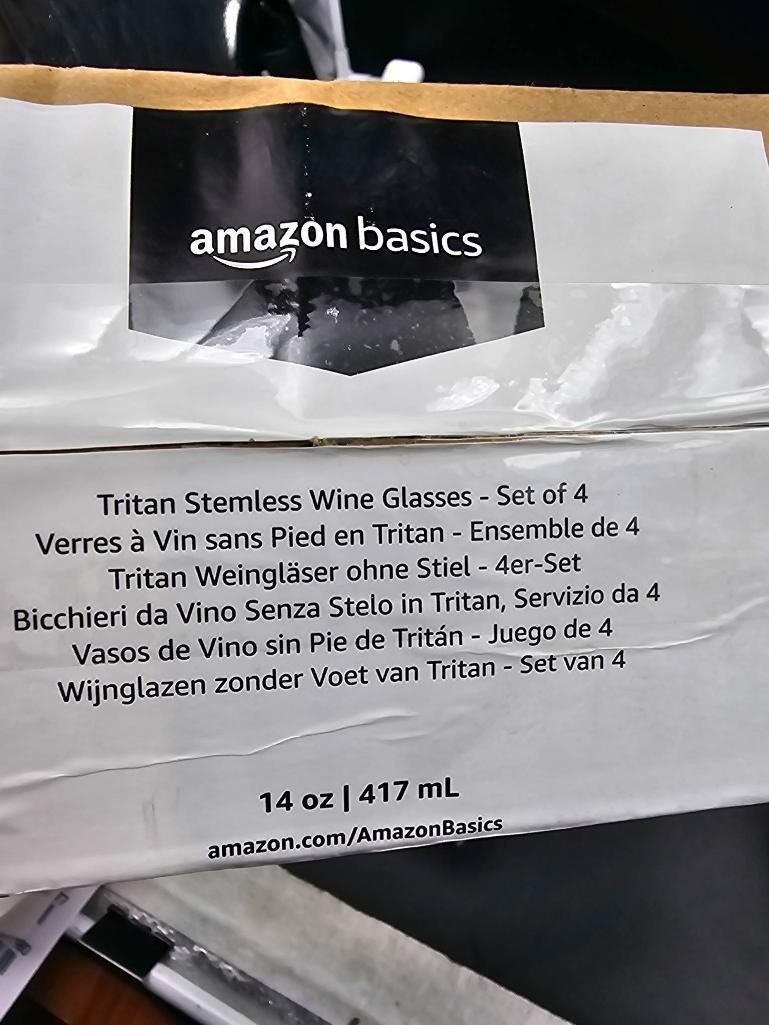 amazon basics
Tritan Stemless Wine Glasses - Set of 4
Verres à Vin sans Pied en Tritan - Ensemble de 4
Tritan Weingläser ohne Stiel - 4er-Set
Bicchieri da Vino Senza Stelo in Tritan, Servizio da 4
Vasos de Vino sin Pie de Tritán - Juego de 4
Wijnglazen zonder Voet van Tritan - Set van 4
14 oz | 417 mL
amazon.com/AmazonBasics